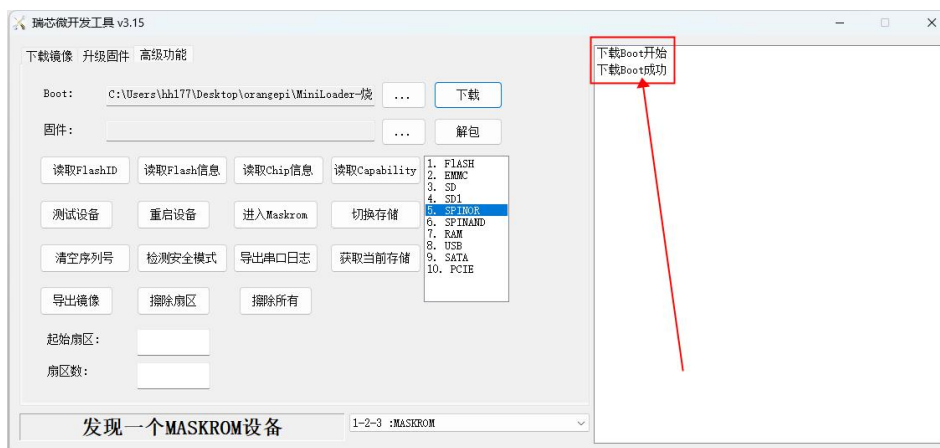 瑞芯微开发工具 v3.15
下载镜像 升级固件 高级功能
下载Boot开始
下载Boot成功
Boot: C:\Users\hhl77\Desktop\orangepi\MiniLoader-烧 ... 下载
固件: ... 解包
读取FlashID 读取Flash信息 读取Chip信息 读取Capability
测试设备 重启设备 进入Maskrom 切换存储
清空序列号 检测安全模式 导出串口日志 获取当前存储
导出镜像 擦除扇区 擦除所有
1. FlASH
2. EMMC
3. SD
4. SD1
5. SPINOR
6. SPINAND
7. RAM
8. USB
9. SATA
10. PCIE
起始扇区:
扇区数:
发现一个MASKROM设备 1-2-3 :MASKROM